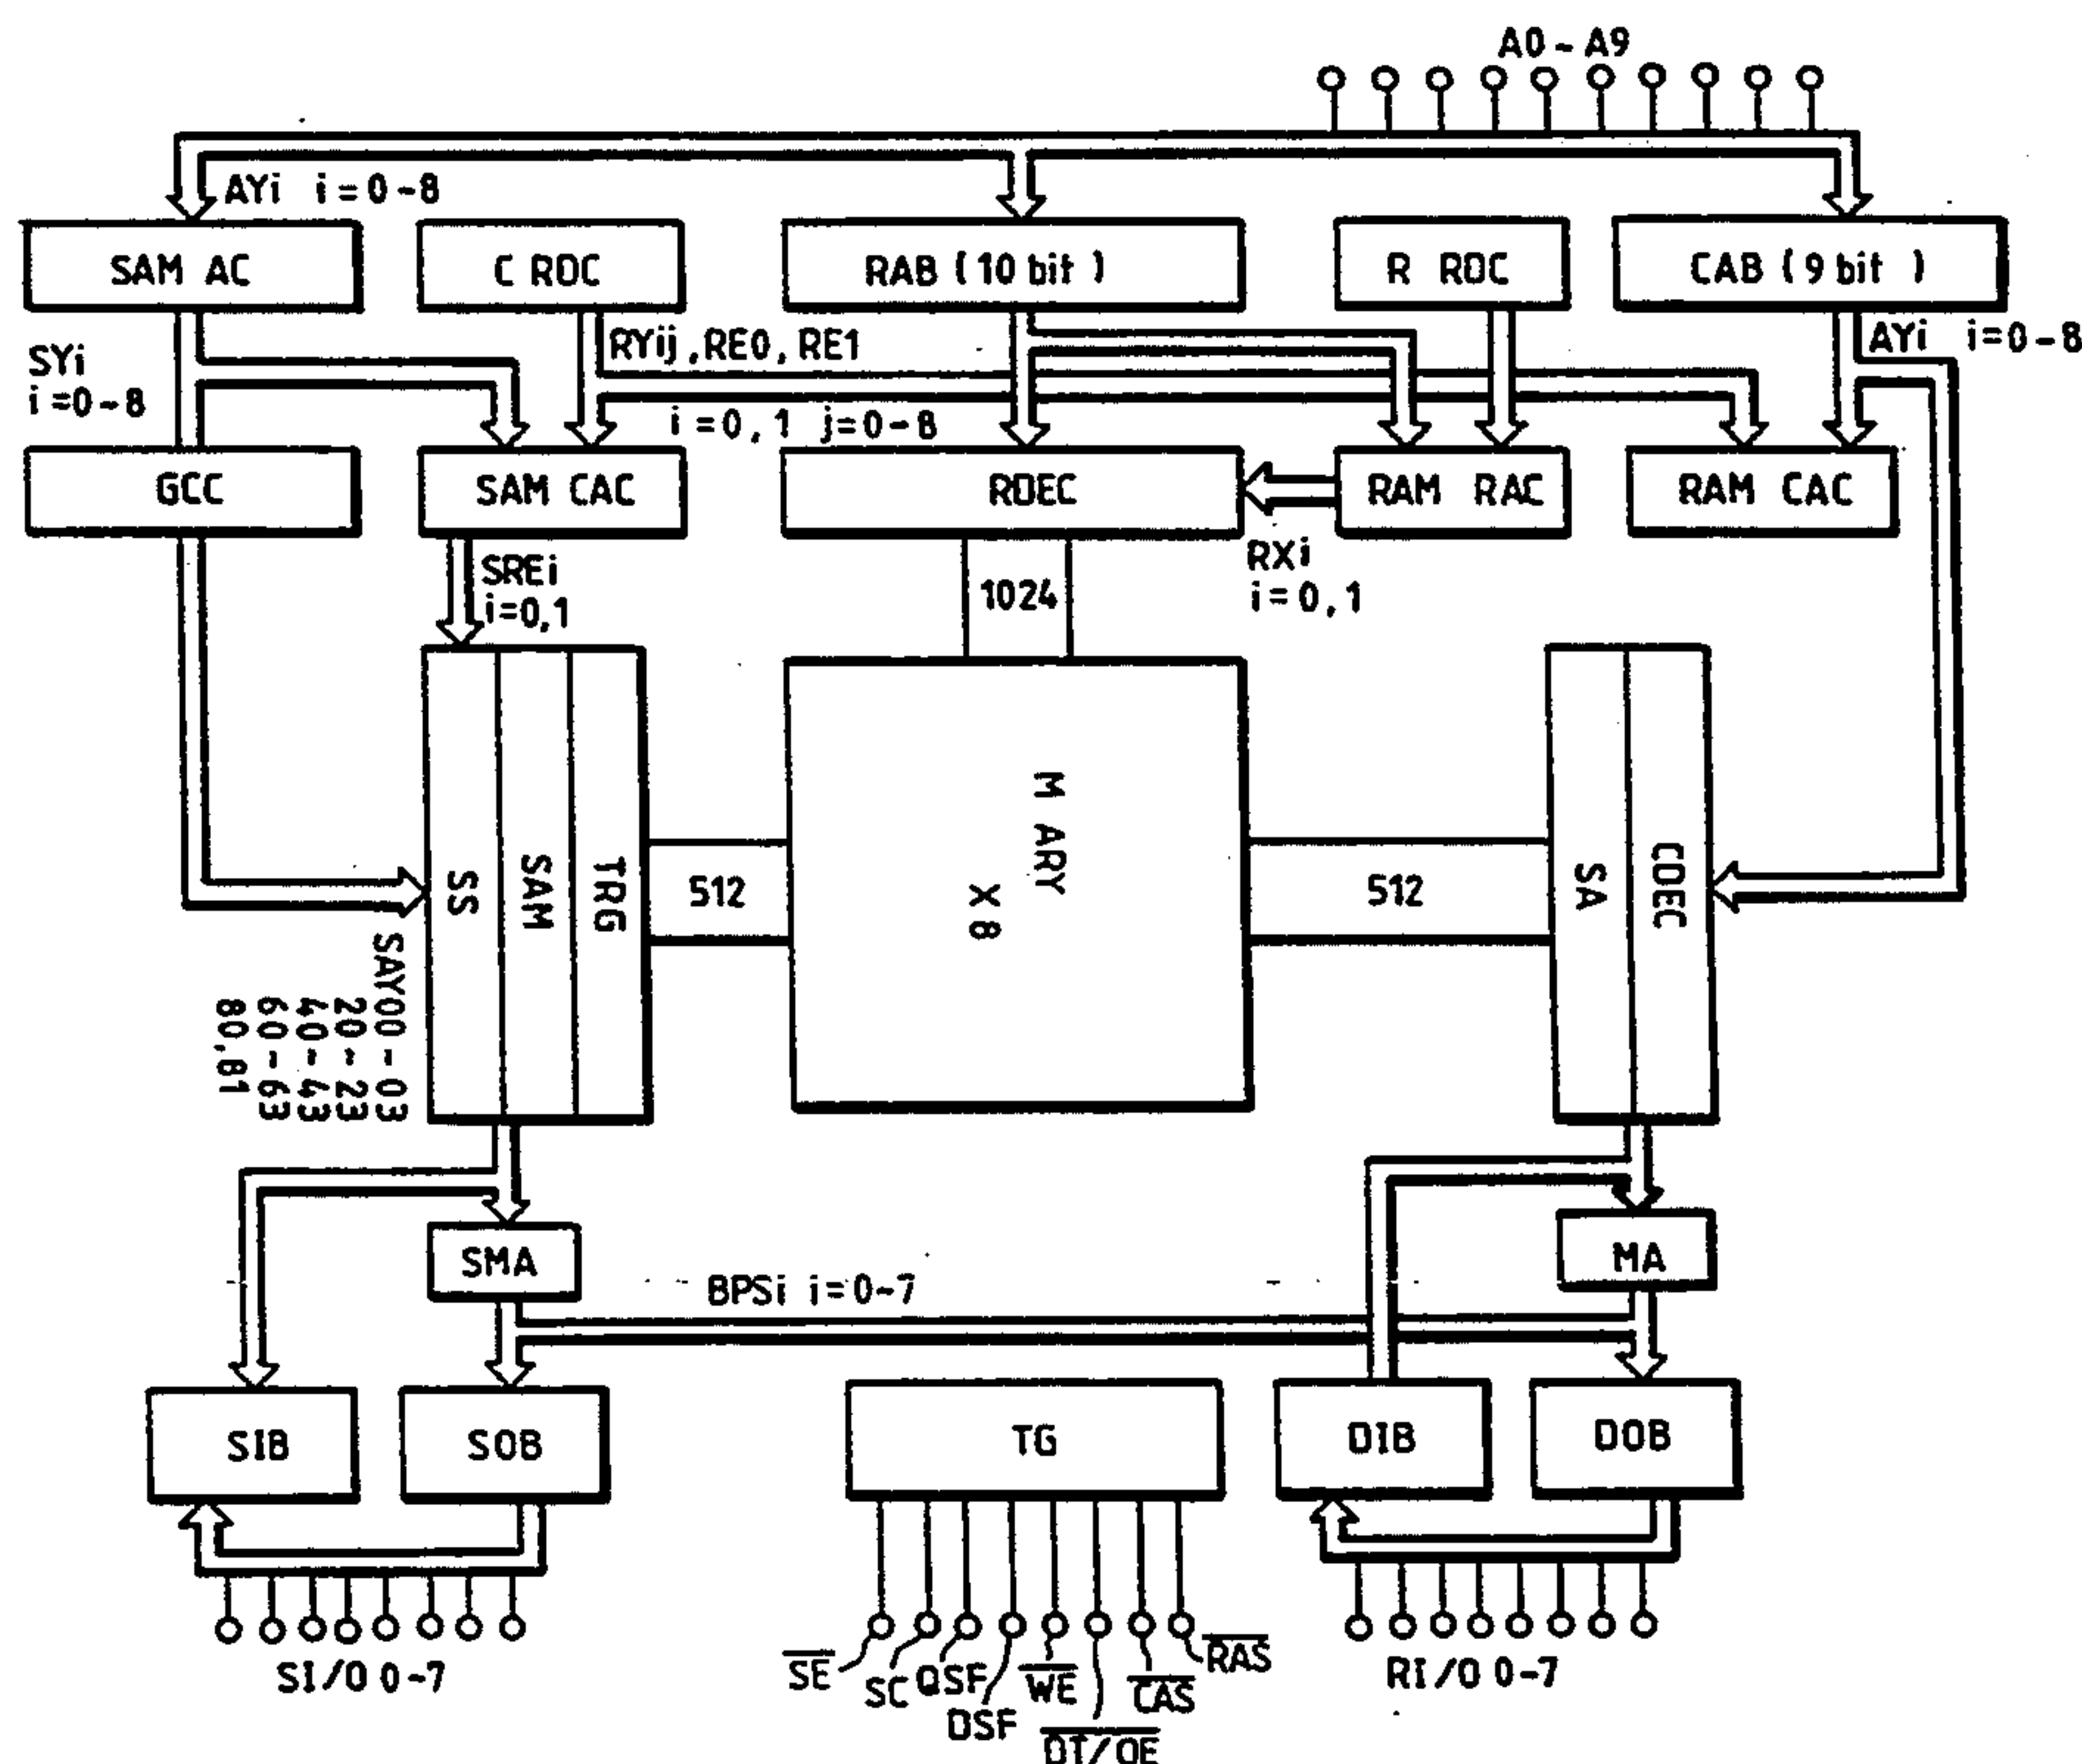 A0~A9
AYi i=0~8
SAM AC
C ROC
RAB (10 bit)
R RDC
CAB (9 bit )
SYi
i=0~8
RYij, RE0, RE1
AYi i=0~8
i=0,1 j=0~8
GCC
SAM CAC
RDEC
RAM RAC
RAM CAC
SREi
i=0,1
1024
RXi
i=0,1
SS
SAM
TRG
512
M ARY
X8
512
SA
CDEC
SAY00~03
20~23
40~43
60~63
80,81
SMA
MA
BPSi i=0~7
SIB
SOB
TG
DIB
DOB
SI/O 0~7
SE
SC
QSF
DSF
WE
DT/OE
CAS
RAS
RI/O 0~7